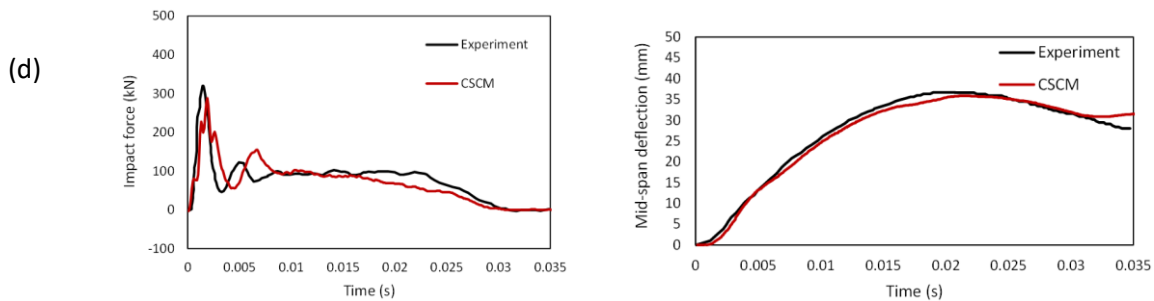 (d)
Impact force (kN)
500
400
300
200
100
0
-100
Experiment
CSCM
0 0.005 0.01 0.015 0.02 0.025 0.03 0.035
Time (s)
Mid-span deflection (mm)
50
45
40
35
30
25
20
15
10
5
0
Experiment
CSCM
0 0.005 0.01 0.015 0.02 0.025 0.03 0.035
Time (s)